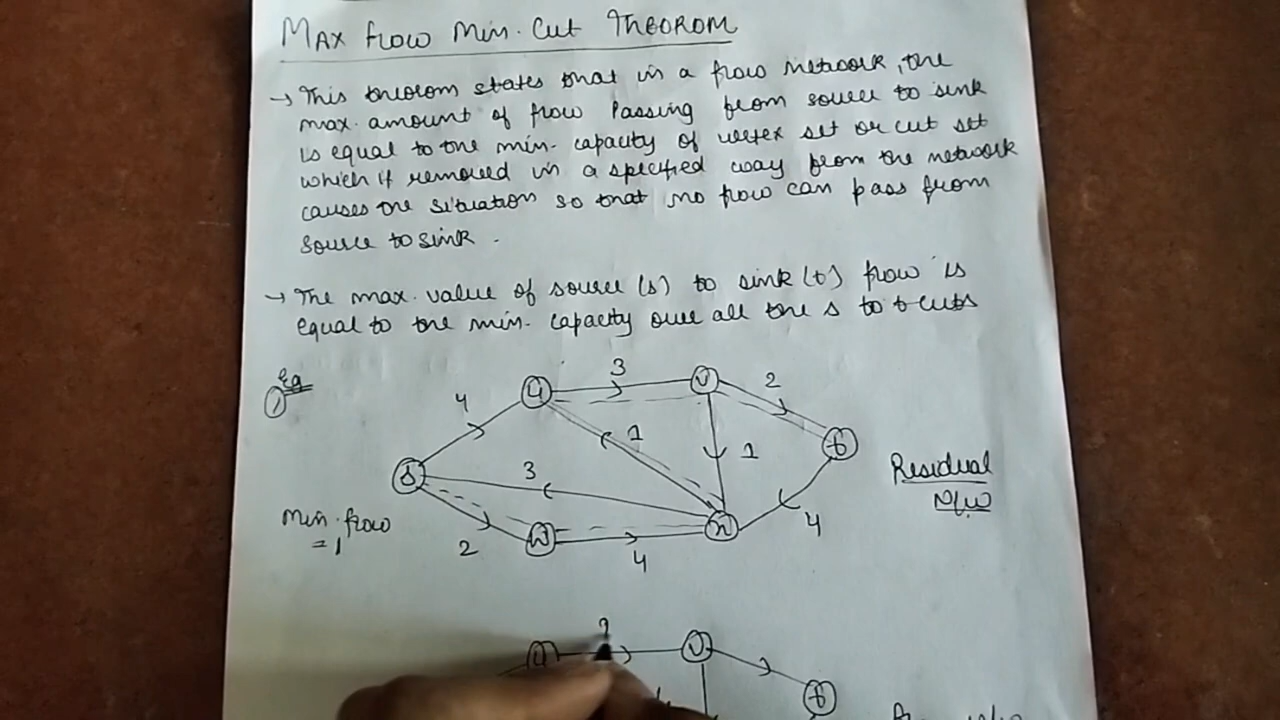 MAX flow Min. Cut THEOROM
→ This theorom states that in a flow network, the
max. amount of flow Passing from source to sink
is equal to the min. capacity of vertex set or cut set
which if removed in a specified way from the network
causes the situation so that no flow can pass from
source to sink.
→ The max. value of source (s) to sink (t) flow is
equal to the min. capacity over all the s to t cuts
Eg
1)
3
u
v
2
4
1
1
t
3
s
Residual
N/w
Min. flow
= 1
2
w
4
x
4
u
v
t